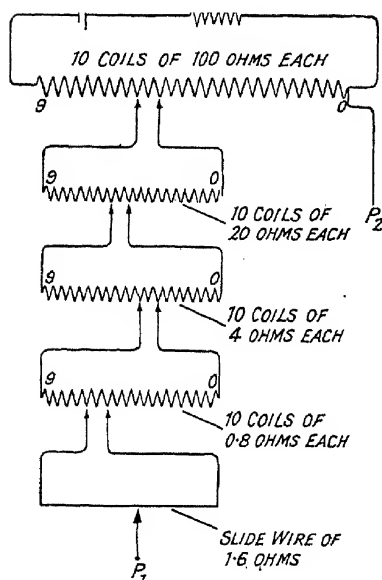 10 COILS OF 100 OHMS EACH
9 0
P2
9 0
10 COILS OF
20 OHMS EACH
9 0
10 COILS OF
4 OHMS EACH
9 0
10 COILS OF
0·8 OHMS EACH
SLIDE WIRE OF
1·6 OHMS
P1